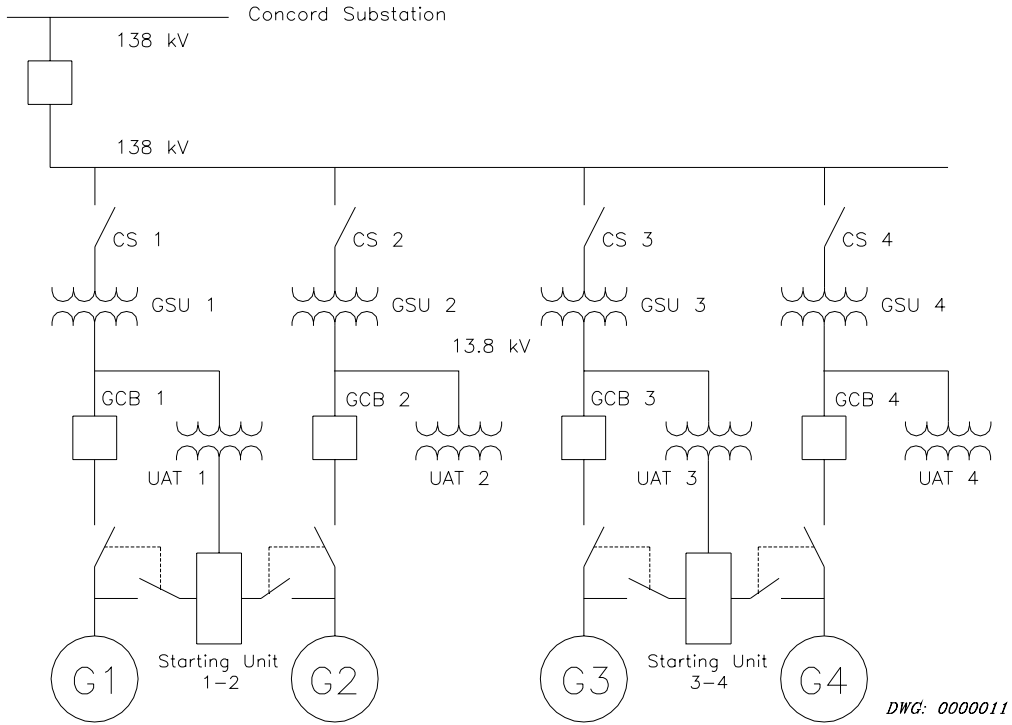 Concord Substation
138 kV
138 kV
CS 1
CS 2
CS 3
CS 4
GSU 1
GSU 2
GSU 3
GSU 4
13.8 kV
GCB 1
GCB 2
GCB 3
GCB 4
UAT 1
UAT 2
UAT 3
UAT 4
G1
Starting Unit
1-2
G2
G3
Starting Unit
3-4
G4
DWG: 0000011